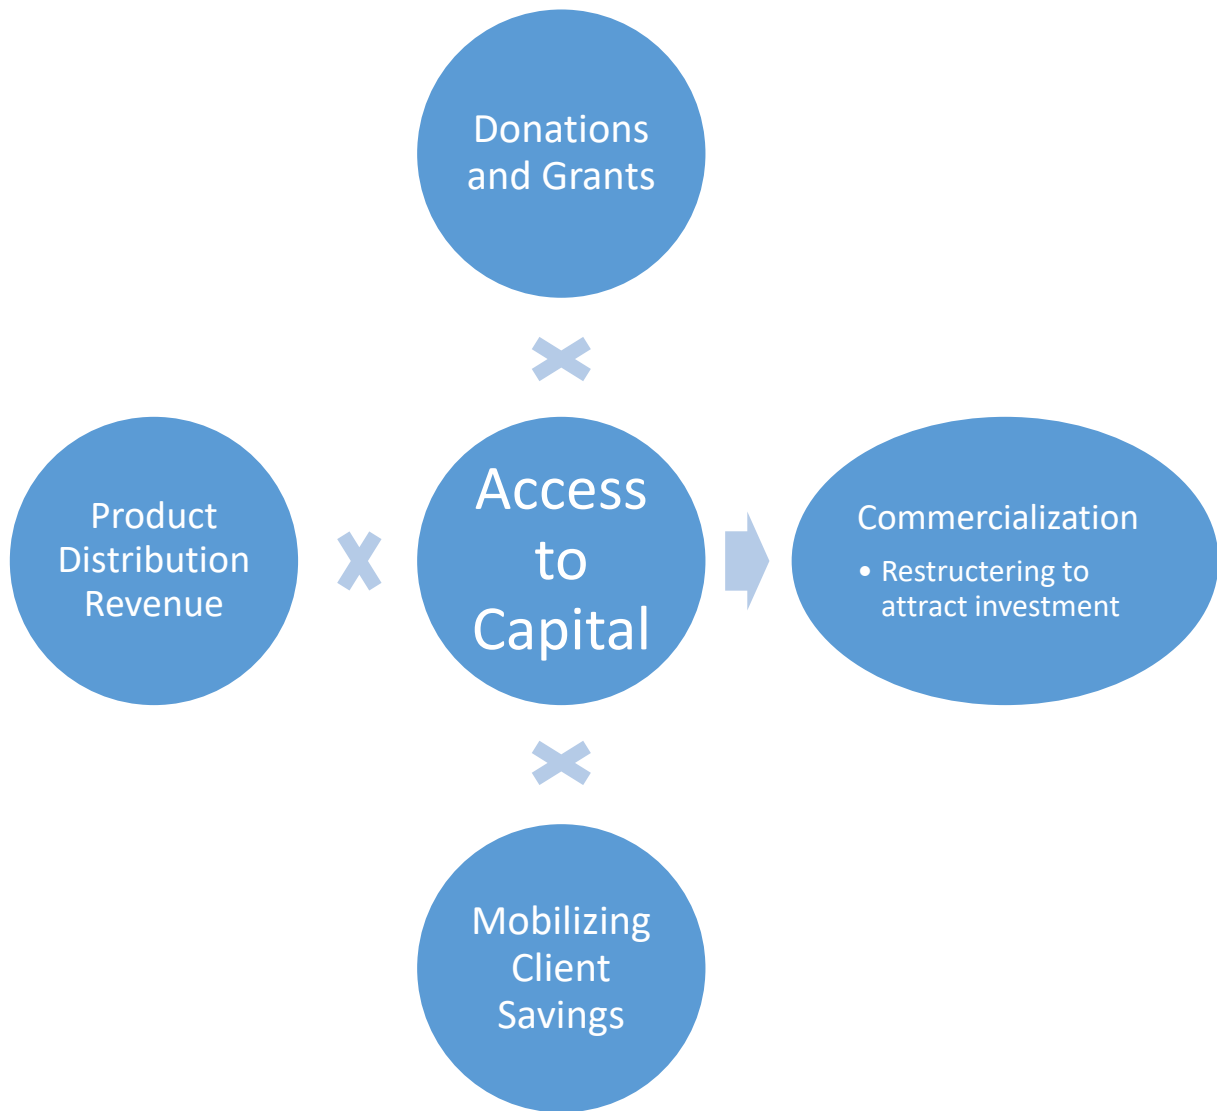 Donations
and Grants
Product
Distribution
Revenue
Access
to
Capital
Commercialization
• Restructering to
attract investment
Mobilizing
Client
Savings